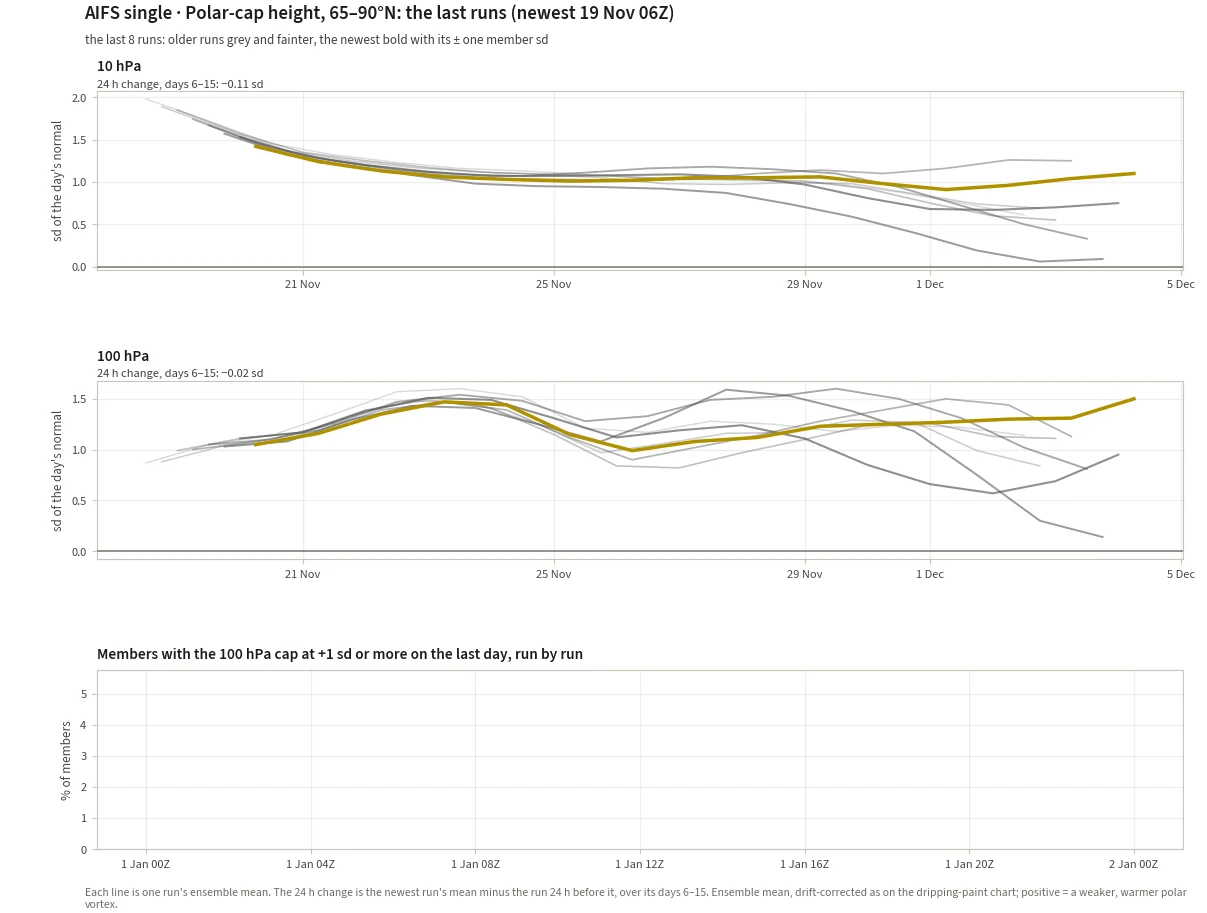 AIFS single · Polar-cap height, 65–90°N: the last runs (newest 19 Nov 06Z)
the last 8 runs: older runs grey and fainter, the newest bold with its ± one member sd
10 hPa
24 h change, days 6–15: −0.11 sd
sd of the day's normal
2.0
1.5
1.0
0.5
0.0
21 Nov
25 Nov
29 Nov
1 Dec
5 Dec
100 hPa
24 h change, days 6–15: −0.02 sd
sd of the day's normal
1.5
1.0
0.5
0.0
21 Nov
25 Nov
29 Nov
1 Dec
5 Dec
Members with the 100 hPa cap at +1 sd or more on the last day, run by run
% of members
5
4
3
2
1
0
1 Jan 00Z
1 Jan 04Z
1 Jan 08Z
1 Jan 12Z
1 Jan 16Z
1 Jan 20Z
2 Jan 00Z
Each line is one run's ensemble mean. The 24 h change is the newest run's mean minus the run 24 h before it, over its days 6–15. Ensemble mean, drift-corrected as on the dripping-paint chart; positive = a weaker, warmer polar
vortex.